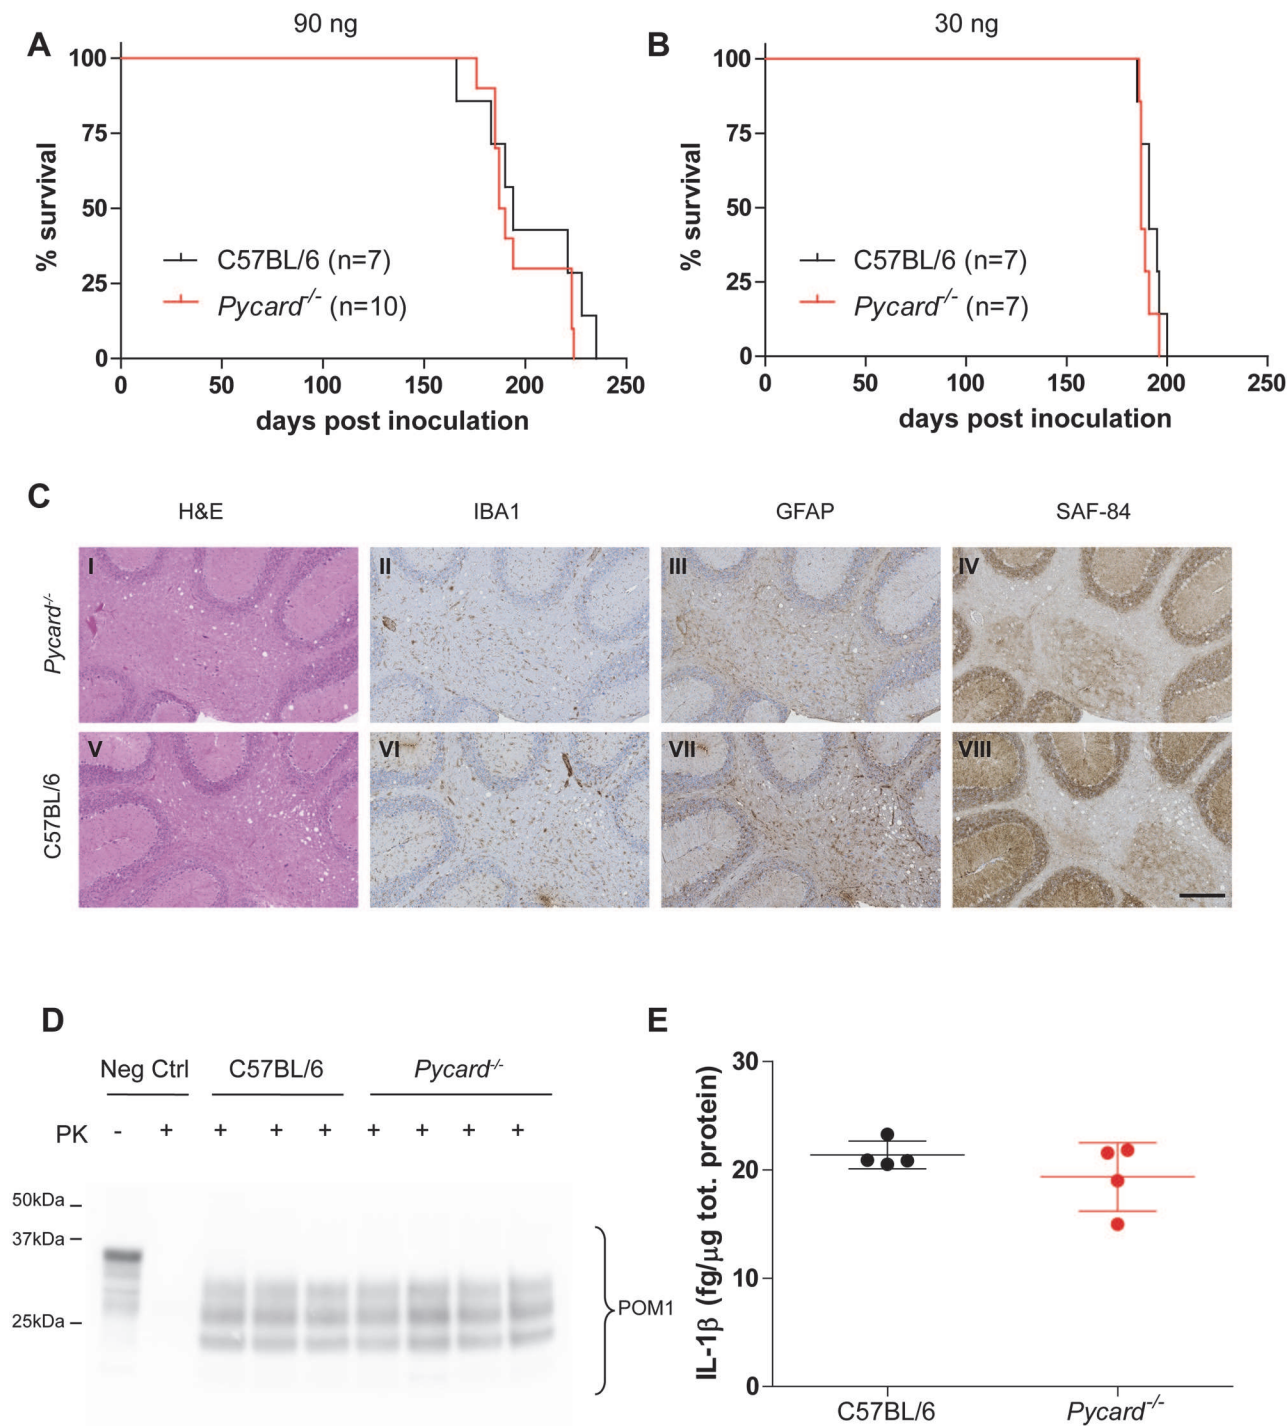 A
90 ng
100
75
50
25
0
% survival
C57BL/6 (n=7)
Pycard-/- (n=10)
0 50 100 150 200 250
days post inoculation
B
30 ng
100
75
50
25
0
% survival
C57BL/6 (n=7)
Pycard-/- (n=7)
0 50 100 150 200 250
days post inoculation
C
H&E IBA1 GFAP SAF-84
Pycard-/-
I II III IV
C57BL/6
V VI VII VIII
D
Neg Ctrl C57BL/6 Pycard-/-
PK - + + + + + + + +
50kDa
37kDa
25kDa
POM1
E
30
20
10
0
IL-1β (fg/µg tot. protein)
C57BL/6 Pycard-/-